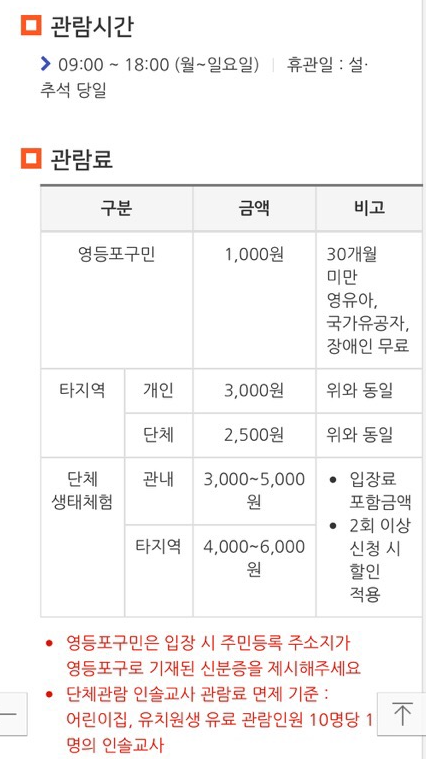 관람시간
09:00 ~ 18:00 (월~일요일) | 휴관일 : 설·
추석 당일
관람료
구분 금액 비고
영등포구민 1,000원 30개월
미만
영유아,
국가유공자,
장애인 무료
타지역 개인 3,000원 위와 동일
단체 2,500원 위와 동일
단체
생태체험
관내 3,000~5,000
원
타지역 4,000~6,000
원
• 입장료
포함금액
• 2회 이상
신청 시
할인
적용
• 영등포구민은 입장 시 주민등록 주소지가
영등포구로 기재된 신분증을 제시해주세요
• 단체관람 인솔교사 관람료 면제 기준 :
어린이집, 유치원생 유료 관람인원 10명당 1
명의 인솔교사